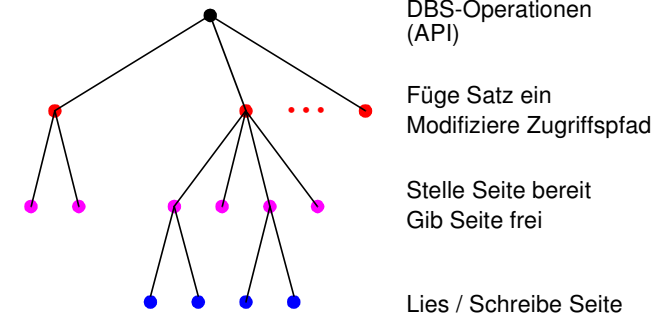 DBS-Operationen
(API)
Füge Satz ein
Modifiziere Zugriffspfad
Stelle Seite bereit
Gib Seite frei
Lies / Schreibe Seite